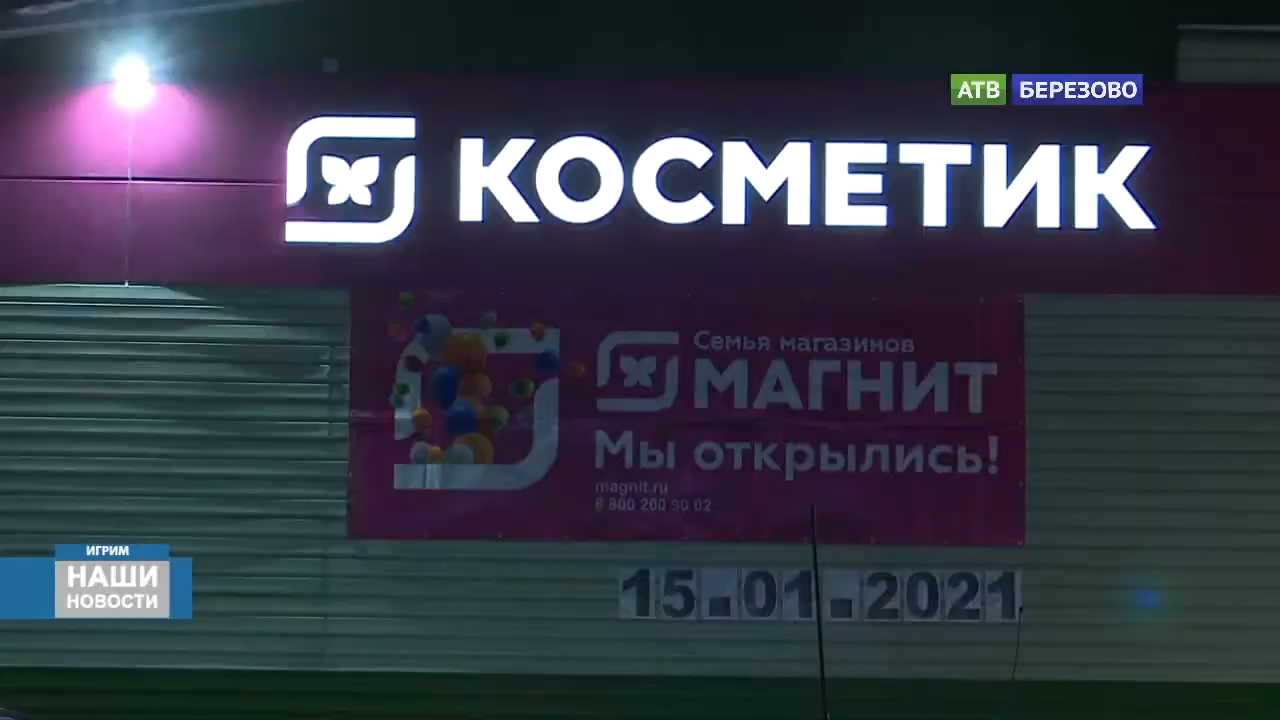 АТВ БЕРЕЗОВО
КОСМЕТИК
Семья магазинов
МАГНИТ
Мы открылись!
magnit.ru
8 800 200 90 02
ИГРИМ
НАШИ
НОВОСТИ
15.01.2021